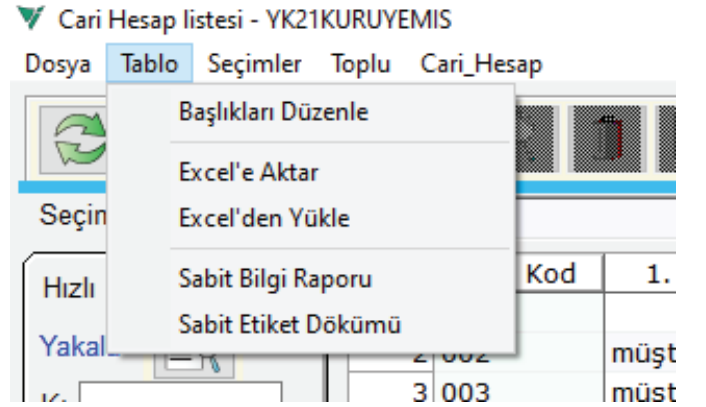 Cari Hesap listesi - YK21KURUYEMIS
Dosya Tablo Seçimler Toplu Cari_Hesap
Başlıkları Düzenle
Excel'e Aktar
Excel'den Yükle
Sabit Bilgi Raporu
Sabit Etiket Dökümü
Seçim
Hızlı
Yakala
Kod 1.
2 002 müşt
3 003 müşt